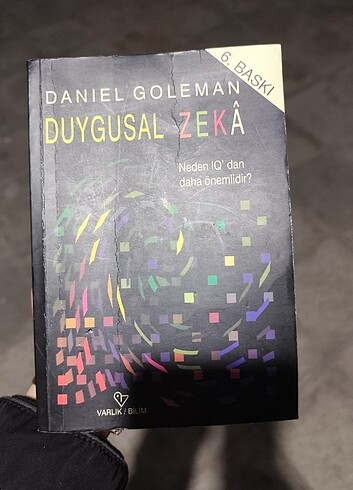 6. BASKI
DANIEL GOLEMAN
DUYGUSAL ZEKÂ
Neden IQ' dan
daha önemlidir?
VARLIK / BİLİM